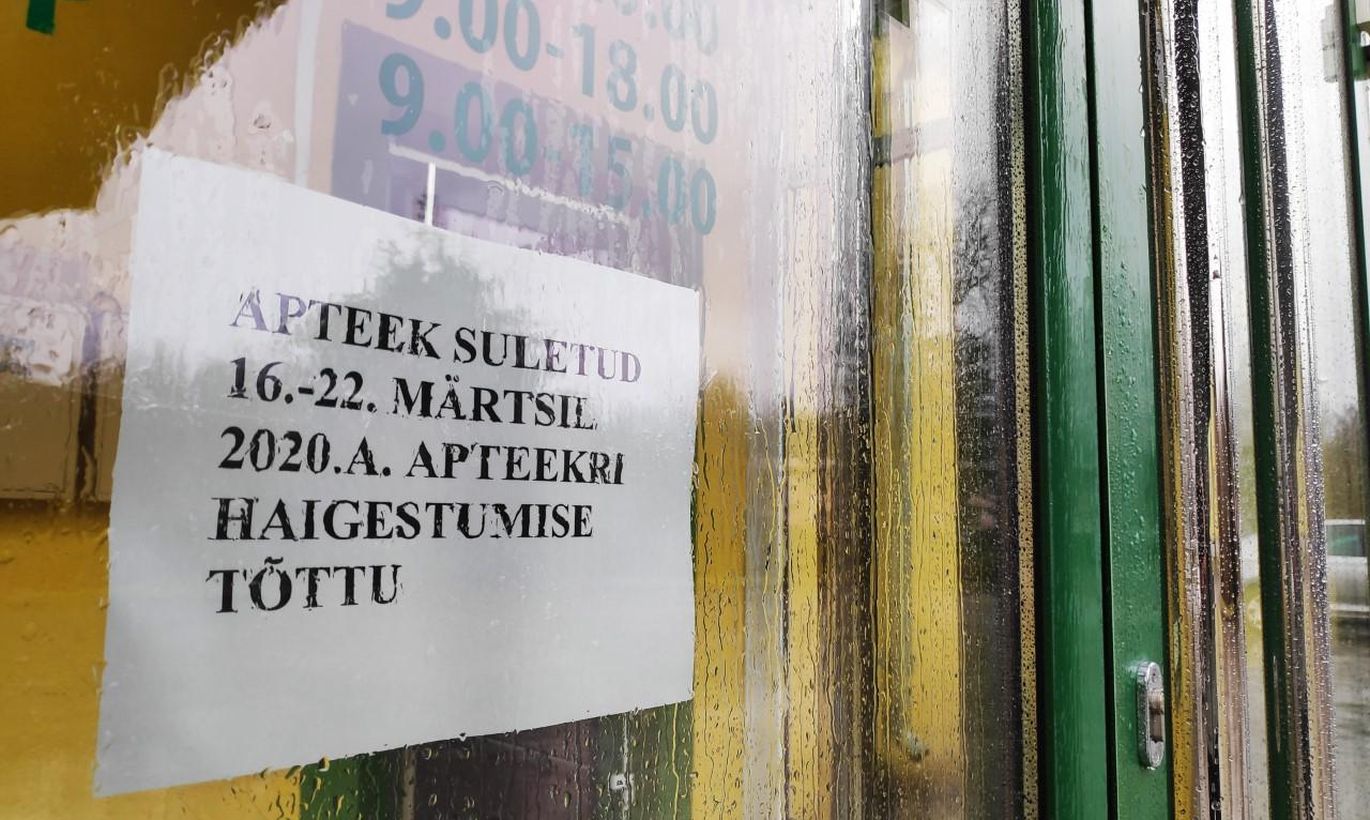 9.00-18.00
9.00-15.00
APTEEK SULETUD
16.-22. MÄRTSIL
2020.A. APTEEKRI
HAIGESTUMISE
TÕTTU